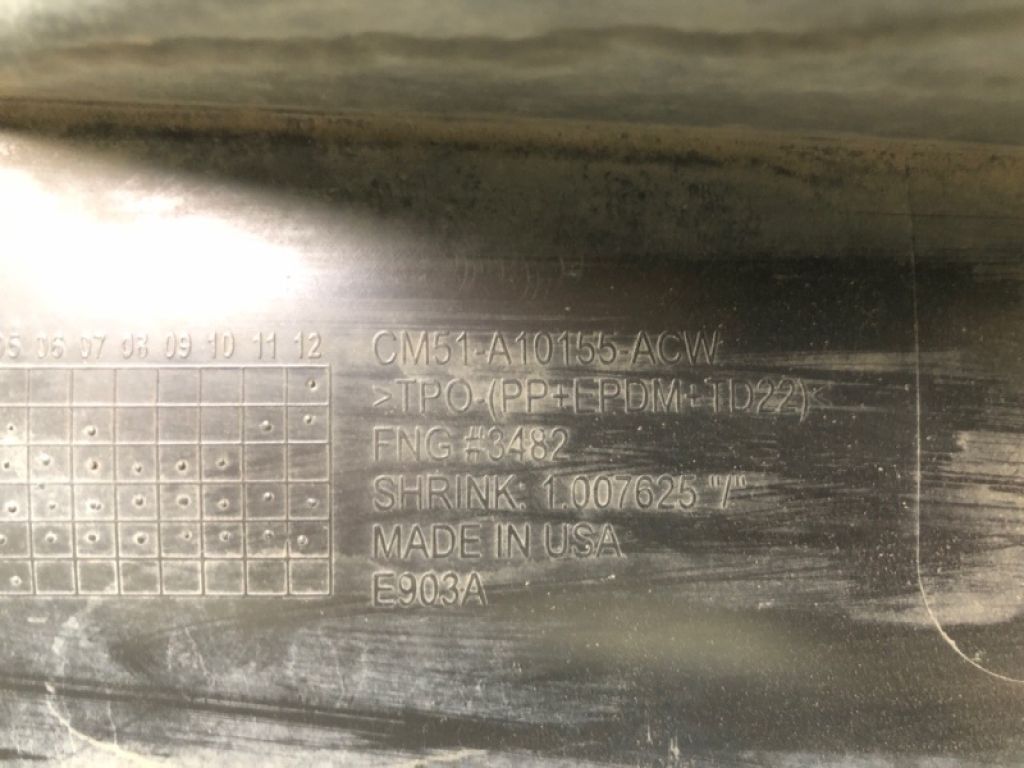 05 06 07 08 09 10 11 12
CM51-A10155-ACW
>TPO-(PP+EPDM+TD22)<
FNG #3482
SHRINK: 1.007625 "/"
MADE IN USA
E903A